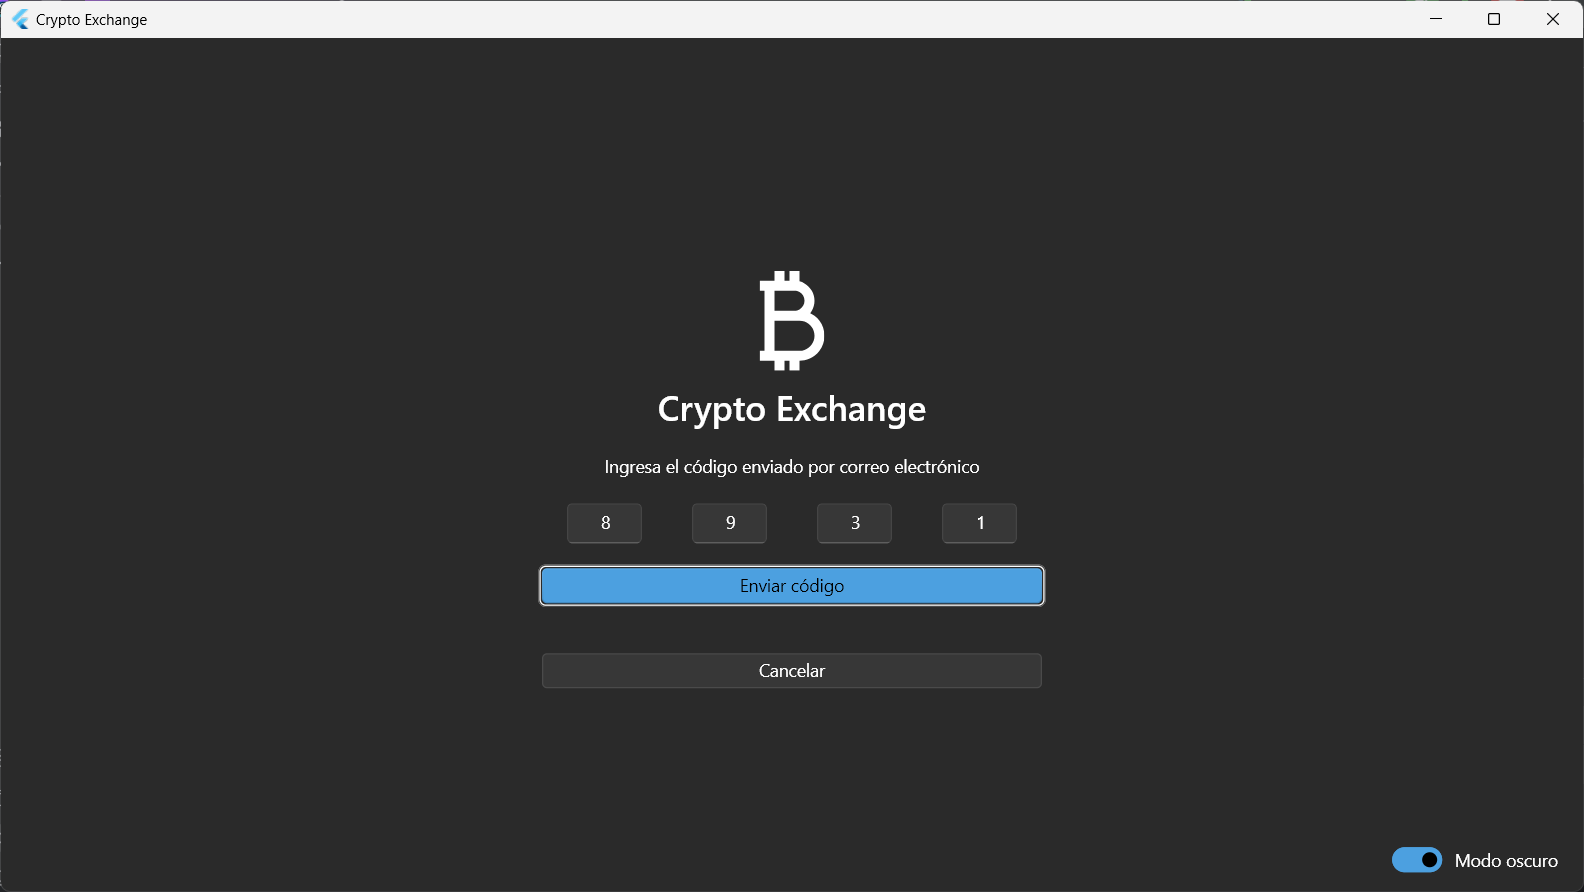 Crypto Exchange
Crypto Exchange
Ingresa el código enviado por correo electrónico
8 9 3 1
Enviar código
Cancelar
Modo oscuro